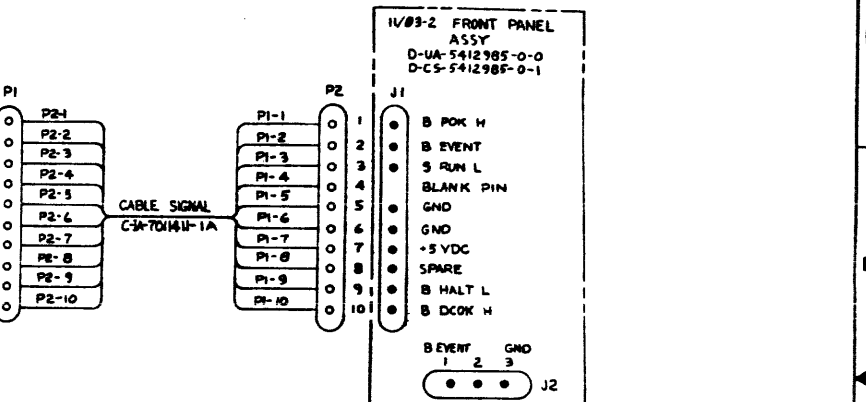 11/03-2 FRONT PANEL
ASSY
D-UA-5412985-0-0
D-CS-5412985-0-1
P1
P2
J1
P2-1
P2-2
P2-3
P2-4
P2-5
P2-6
P2-7
P2-8
P2-9
P2-10
CABLE SIGNAL
C-IA-7011411-1A
P1-1
P1-2
P1-3
P1-4
P1-5
P1-6
P1-7
P1-8
P1-9
P1-10
1 B POK H
2 B EVENT
3 S RUN L
4 BLANK PIN
5 GND
6 GND
7 +5 VDC
8 SPARE
9 B HALT L
10 B DCOK H
B EVENT GND
1 2 3
J2